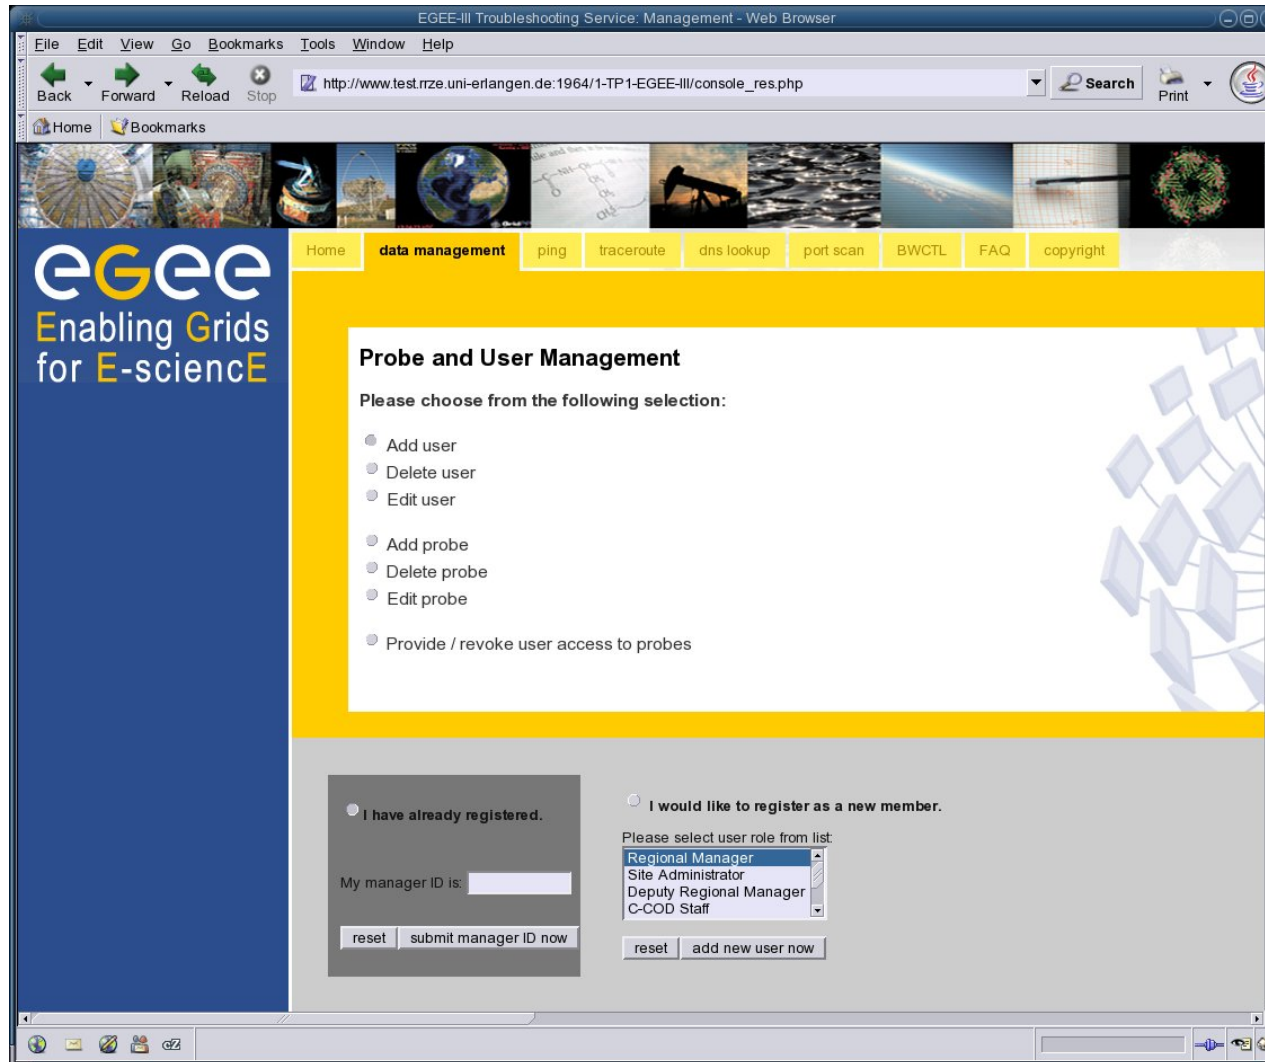 EGEE-III Troubleshooting Service: Management - Web Browser
File Edit View Go Bookmarks Tools Window Help
Back Forward Reload Stop http://www.test.rrze.uni-erlangen.de:1964/1-TP1-EGEE-III/console_res.php Search Print
Home Bookmarks
egee
Enabling Grids
for E-sciencE
Home data management ping traceroute dns lookup port scan BWCTL FAQ copyright
Probe and User Management
Please choose from the following selection:
Add user
Delete user
Edit user
Add probe
Delete probe
Edit probe
Provide / revoke user access to probes
I have already registered.
My manager ID is:
reset submit manager ID now
I would like to register as a new member.
Please select user role from list:
Regional Manager
Site Administrator
Deputy Regional Manager
C-COD Staff
reset add new user now